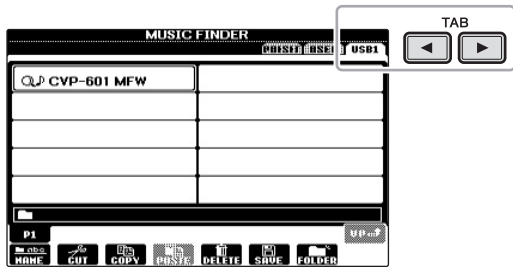 TAB
MUSIC FINDER
PRESET USER USB1
CVP-601 MFW
P1
UP
NAME CUT COPY PASTE DELETE SAVE FOLDER